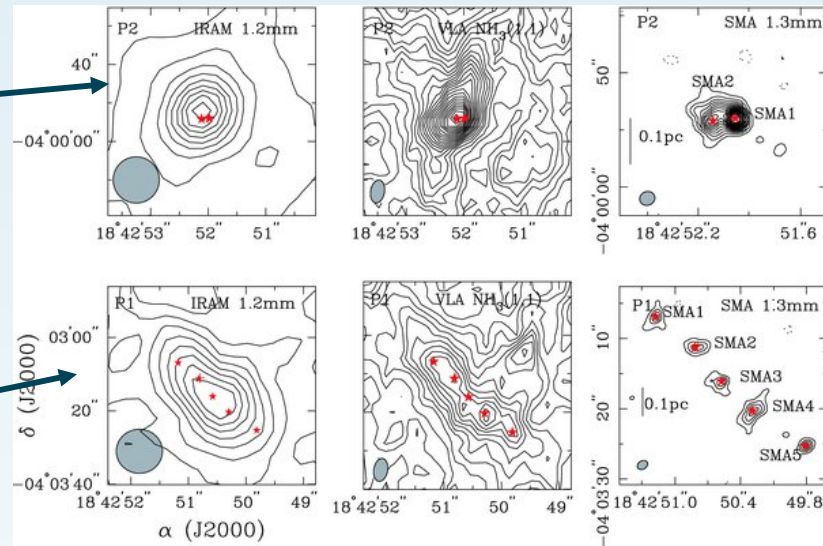 P2 IRAM 1.2mm
40"
−04°00'00"
18h42m53s 52s 51s
P2 VLA NH3(1,1)
18h42m53s 52s 51s
P2 SMA 1.3mm
50"
SMA2
SMA1
0.1pc
−04°00'00"
18h42m52.2s 51.6s
P1 IRAM 1.2mm
03'00"
20"
−04°03'40"
δ (J2000)
18h42m52s 51s 50s 49s
α (J2000)
P1 VLA NH3(1,1)
18h42m52s 51s 50s 49s
P1 SMA 1.3mm
SMA1
10"
SMA2
SMA3
0.1pc
20"
SMA4
SMA5
−04°03'30"
18h42m51.0s 50.4s 49.8s